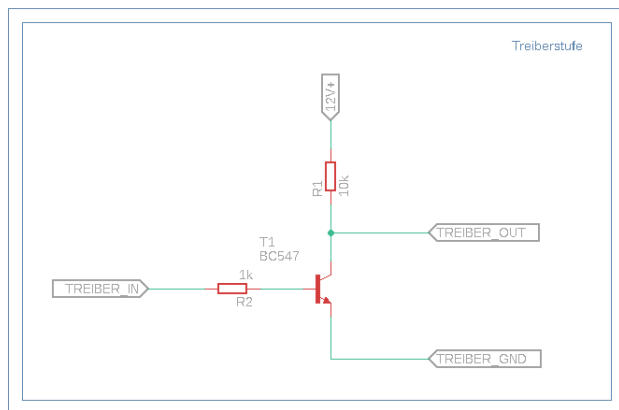 Treiberstufe
12V+
R1
10k
TREIBER_OUT
T1
BC547
TREIBER_IN
1k
R2
TREIBER_GND